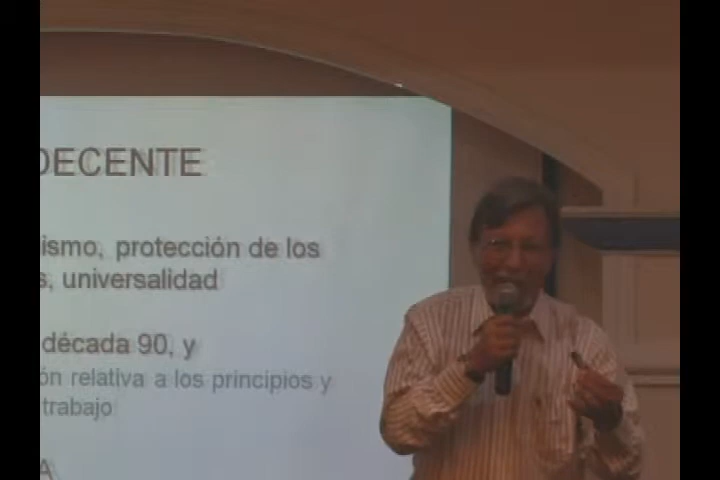 DECENTE
ismo, protección de los
s, universalidad
década 90, y
ón relativa a los principios y
trabajo
A